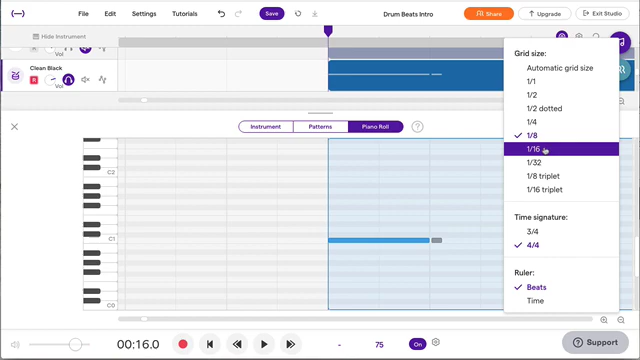 File Edit Settings Tutorials Save Drum Beats Intro Share Upgrade Exit Studio
Hide Instrument
Vol
Clean Black
R
Vol
Instrument Patterns Piano Roll ?
C2
C1
C0
Grid size:
Automatic grid size
1/1
1/2
1/2 dotted
1/4
1/8
1/16
1/32
1/8 triplet
1/16 triplet
Time signature:
3/4
4/4
Ruler:
Beats
Time
00:16.0 - 75 On
Support